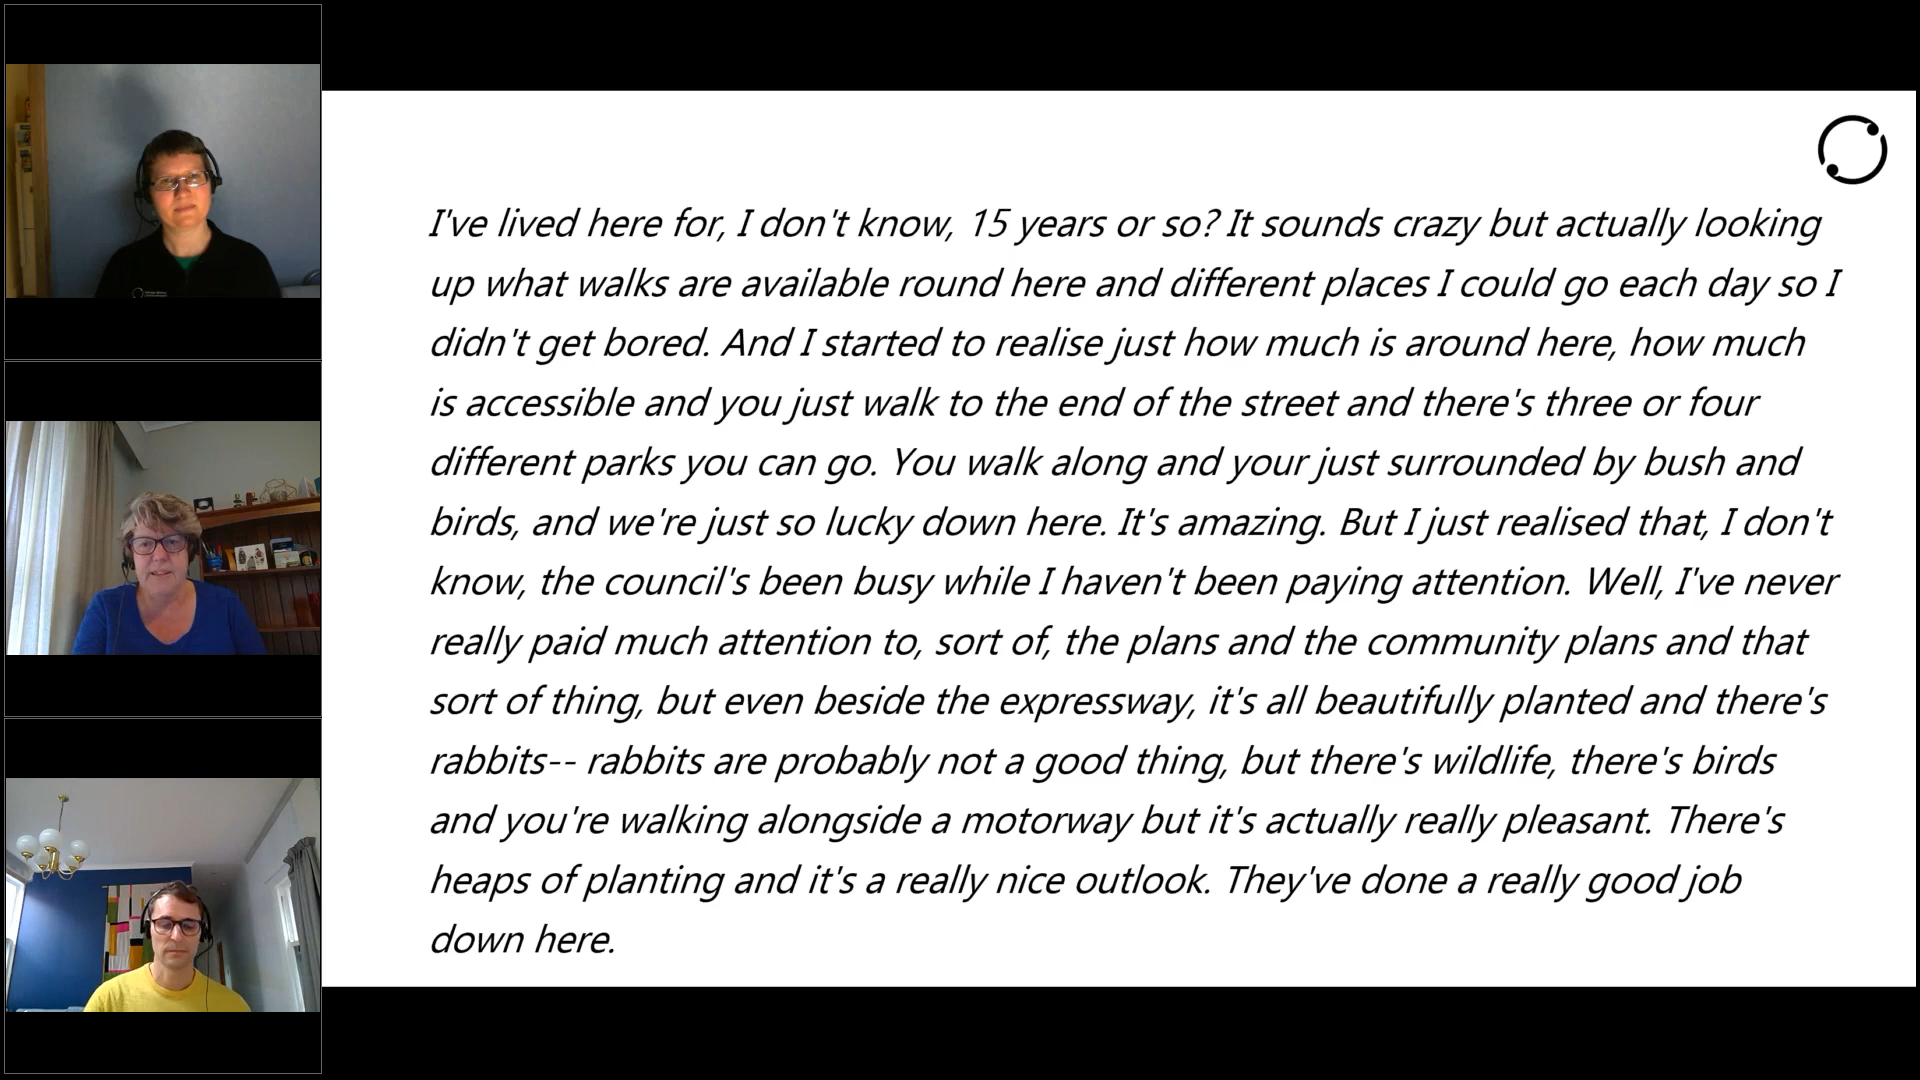 I've lived here for, I don't know, 15 years or so? It sounds crazy but actually looking
up what walks are available round here and different places I could go each day so I
didn't get bored. And I started to realise just how much is around here, how much
is accessible and you just walk to the end of the street and there's three or four
different parks you can go. You walk along and your just surrounded by bush and
birds, and we're just so lucky down here. It's amazing. But I just realised that, I don't
know, the council's been busy while I haven't been paying attention. Well, I've never
really paid much attention to, sort of, the plans and the community plans and that
sort of thing, but even beside the expressway, it's all beautifully planted and there's
rabbits-- rabbits are probably not a good thing, but there's wildlife, there's birds
and you're walking alongside a motorway but it's actually really pleasant. There's
heaps of planting and it's a really nice outlook. They've done a really good job
down here.